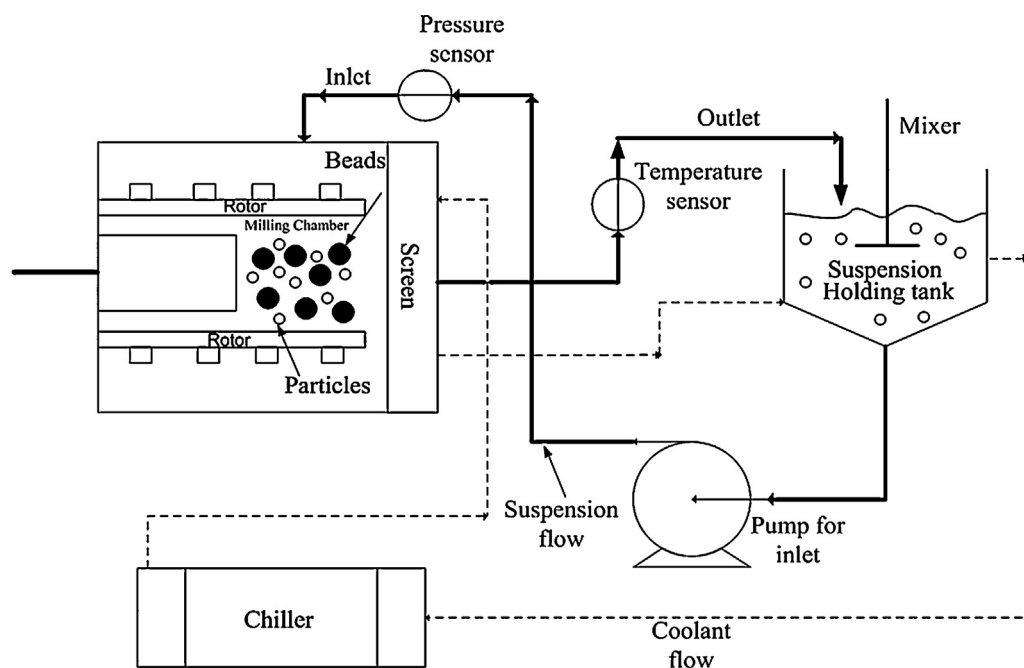 Pressure
sensor
Inlet
Outlet
Mixer
Beads
Temperature
sensor
Rotor
Milling Chamber
Screen
Suspension
Holding tank
Rotor
Particles
Suspension
flow
Pump for
inlet
Chiller
Coolant
flow